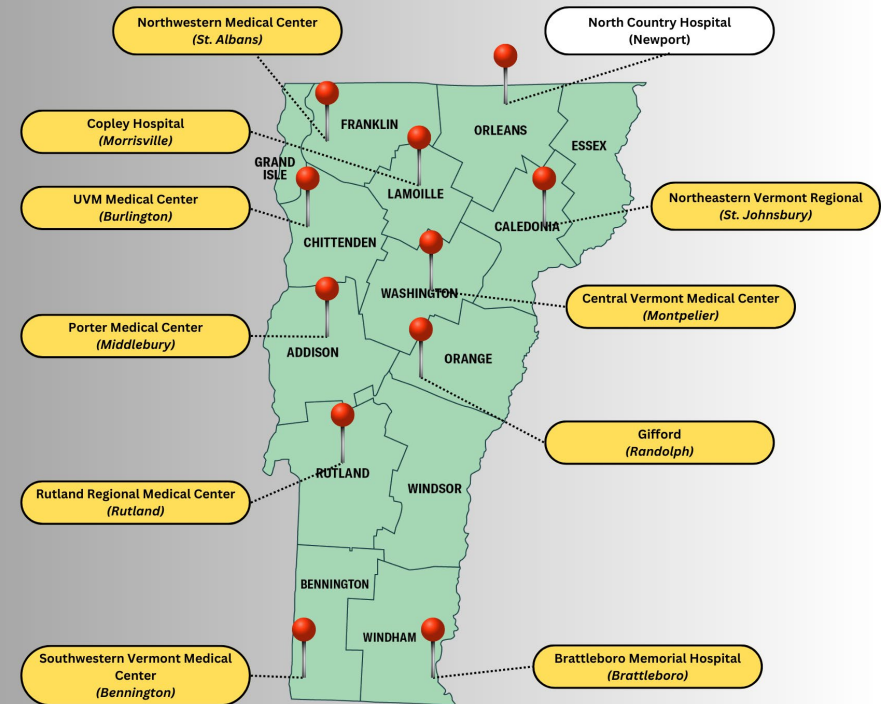 Northwestern Medical Center
(St. Albans)
North Country Hospital
(Newport)
Copley Hospital
(Morrisville)
FRANKLIN
ORLEANS
ESSEX
GRAND
ISLE
LAMOILLE
UVM Medical Center
(Burlington)
Northeastern Vermont Regional
(St. Johnsbury)
CALEDONIA
CHITTENDEN
WASHINGTON
Central Vermont Medical Center
(Montpelier)
Porter Medical Center
(Middlebury)
ADDISON
ORANGE
Gifford
(Randolph)
RUTLAND
WINDSOR
Rutland Regional Medical Center
(Rutland)
BENNINGTON
WINDHAM
Southwestern Vermont Medical
Center
(Bennington)
Brattleboro Memorial Hospital
(Brattleboro)